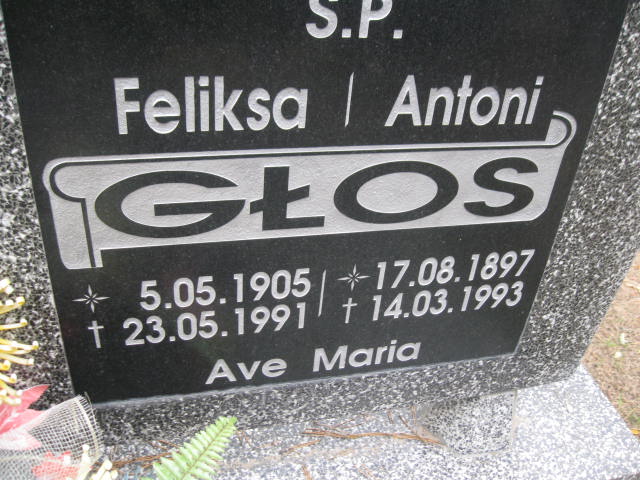 S.P.
Feliksa | Antoni
GŁOS
5.05.1905 / 17.08.1897
† 23.05.1991 † 14.03.1993
Ave Maria